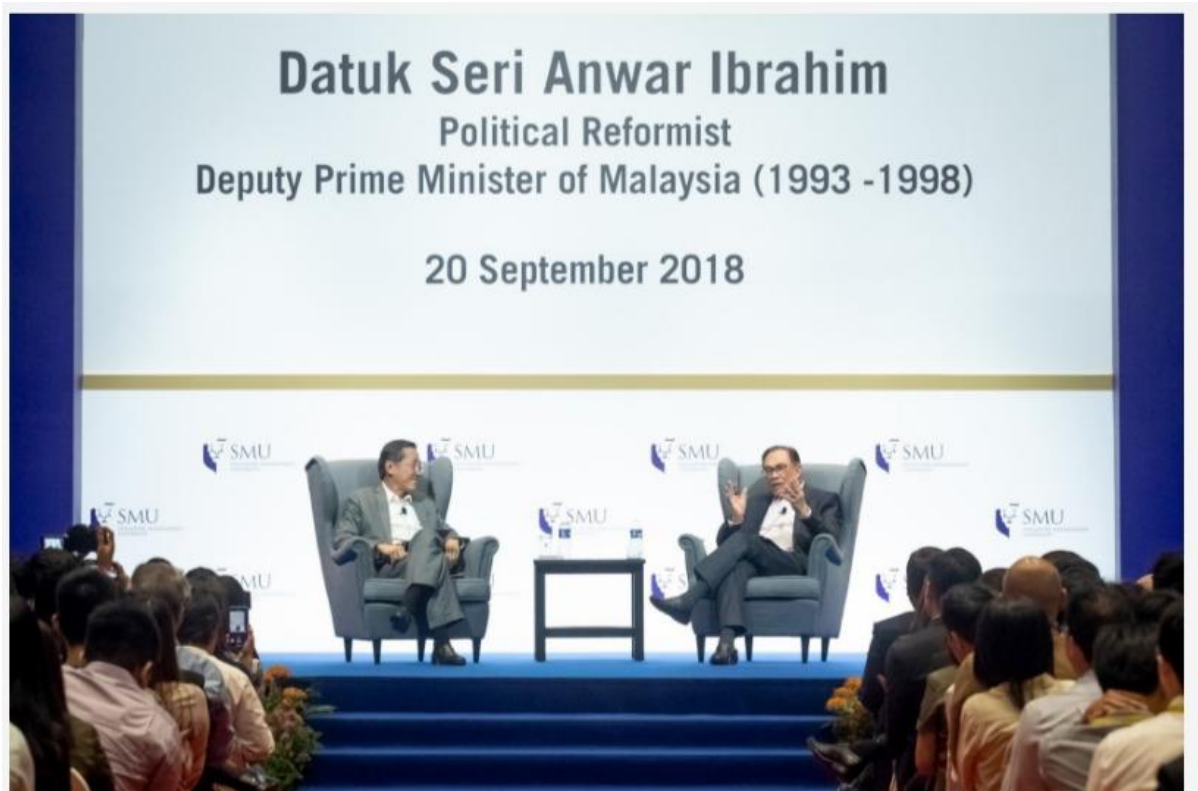 Datuk Seri Anwar Ibrahim
Political Reformist
Deputy Prime Minister of Malaysia (1993 -1998)
20 September 2018
SMU
SMU
SMU
SMU
SMU
SMU
SMU
MU
S